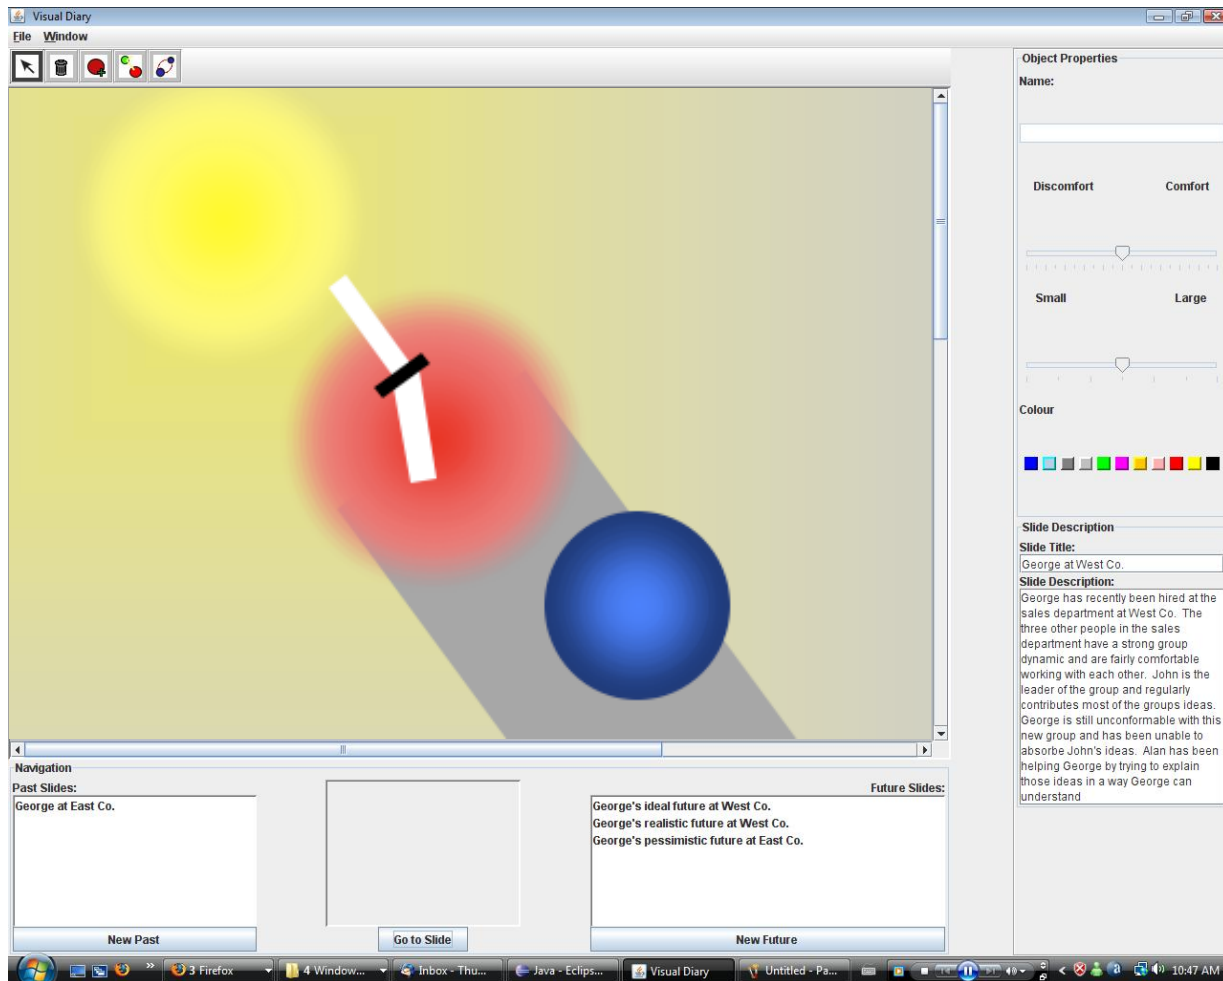 Visual Diary
File Window
Object Properties
Name:
Discomfort Comfort
Small Large
Colour
Slide Description
Slide Title:
George at West Co.
Slide Description:
George has recently been hired at the
sales department at West Co. The
three other people in the sales
department have a strong group
dynamic and are fairly comfortable
working with each other. John is the
leader of the group and regularly
contributes most of the groups ideas.
George is still unconformable with this
new group and has been unable to
absorbe John's ideas. Alan has been
helping George by trying to explain
those ideas in a way George can
understand
Navigation
Past Slides:
George at East Co.
New Past
Go to Slide
Future Slides:
George's ideal future at West Co.
George's realistic future at West Co.
George's pessimistic future at East Co.
New Future
3 Firefox
4 Window...
Inbox - Thu...
Java - Eclips...
Visual Diary
Untitled - Pa...
10:47 AM